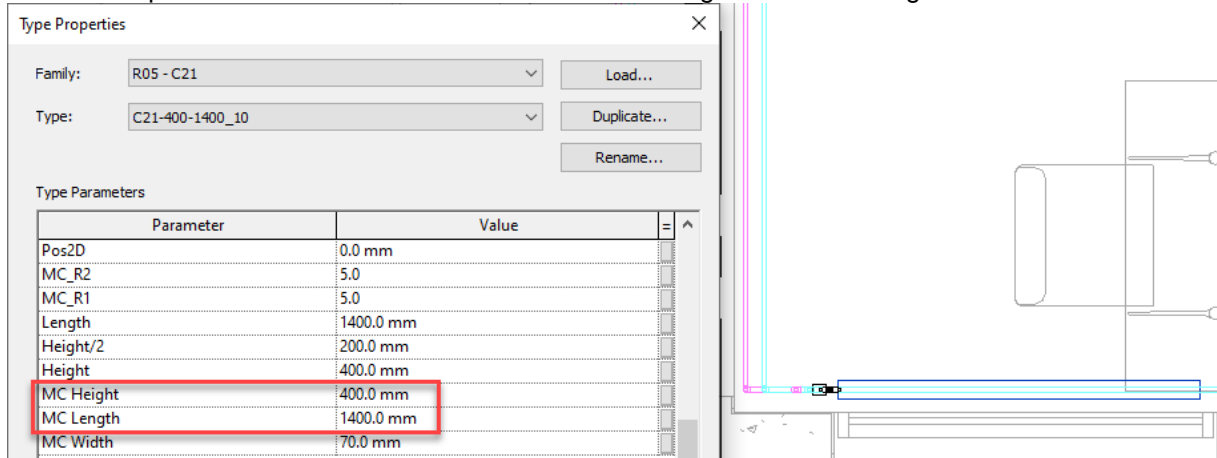 Type Properties
Family: R05 - C21 Load...
Type: C21-400-1400_10 Duplicate...
Rename...
Type Parameters
Parameter Value =
Pos2D 0.0 mm
MC_R2 5.0
MC_R1 5.0
Length 1400.0 mm
Height/2 200.0 mm
Height 400.0 mm
MC Height 400.0 mm
MC Length 1400.0 mm
MC Width 70.0 mm